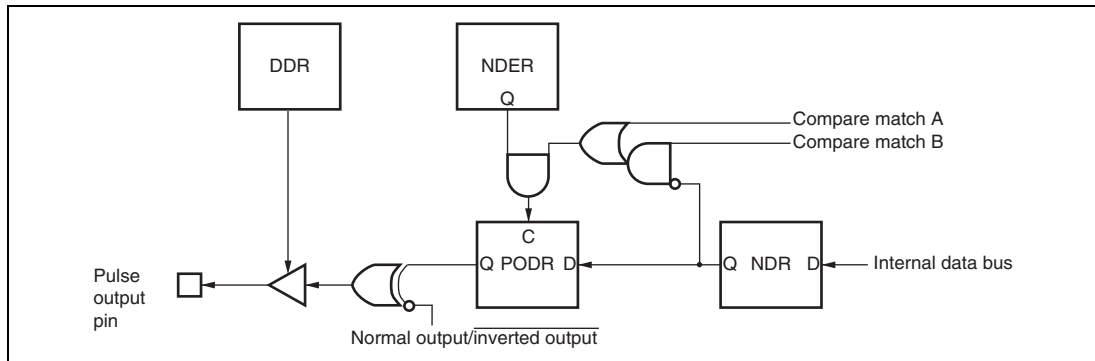 DDR
NDER
Q
Compare match A
Compare match B
C
Q PODR D
Q NDR D
Internal data bus
Pulse
output
pin
Normal output/inverted output